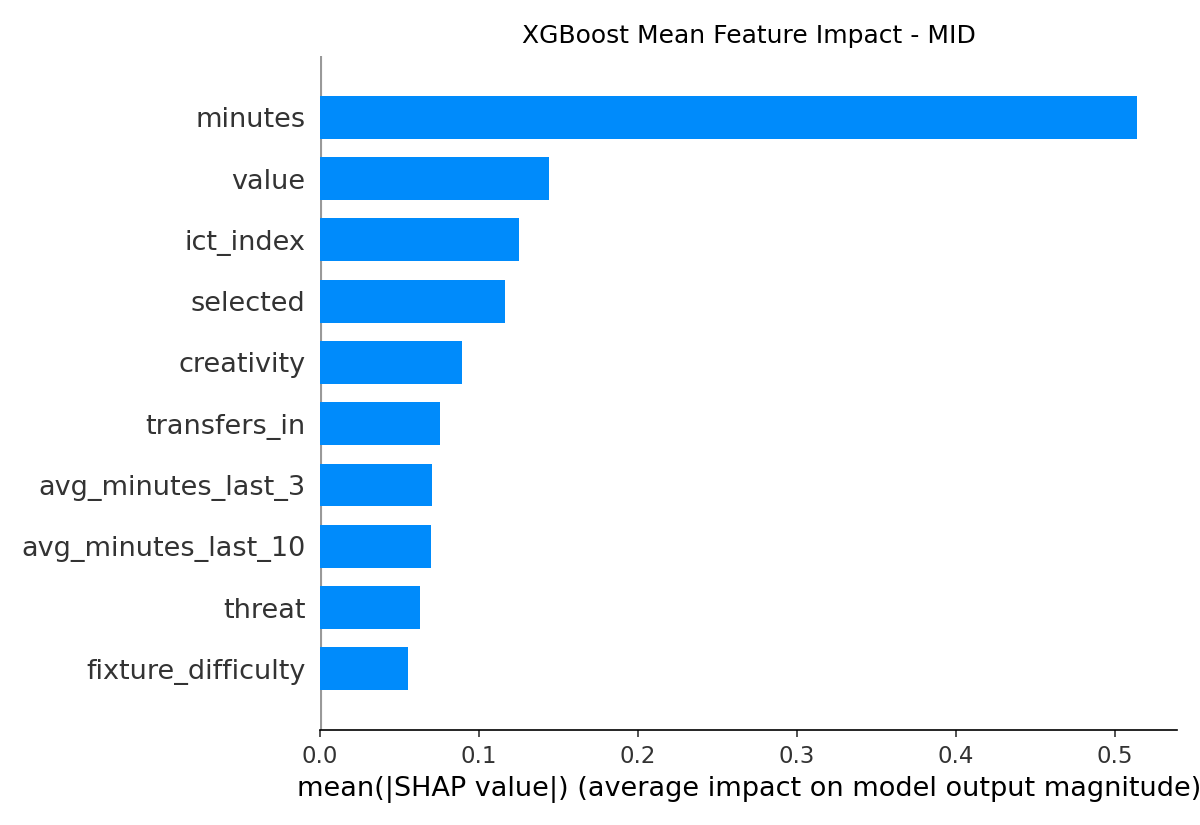 XGBoost Mean Feature Impact - MID
minutes
value
ict_index
selected
creativity
transfers_in
avg_minutes_last_3
avg_minutes_last_10
threat
fixture_difficulty
0.0 0.1 0.2 0.3 0.4 0.5
mean(|SHAP value|) (average impact on model output magnitude)